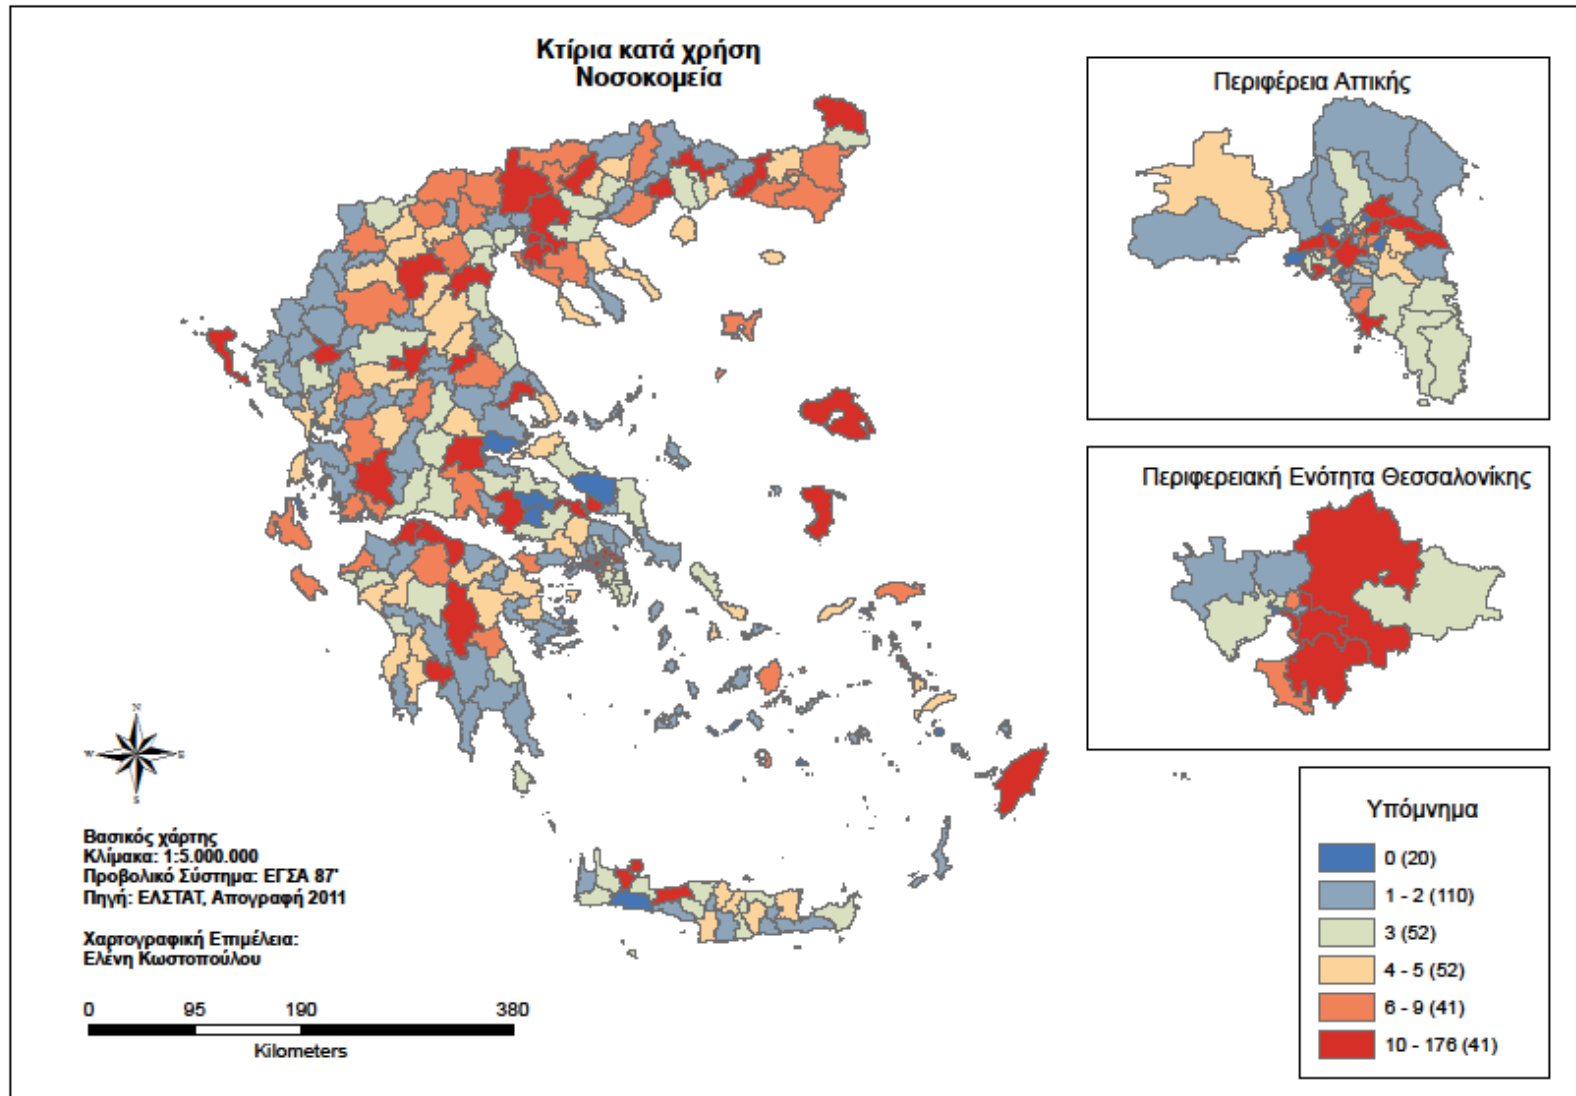 Κτίρια κατά χρήση
Νοσοκομεία
Περιφέρεια Αττικής
Περιφερειακή Ενότητα Θεσσαλονίκης
N
W
E
S
Βασικός χάρτης
Κλίμακα: 1:5.000.000
Προβολικό Σύστημα: ΕΓΣΑ 87'
Πηγή: ΕΛΣΤΑΤ, Απογραφή 2011
Χαρτογραφική Επιμέλεια:
Ελένη Κωστοπούλου
0 95 190 380
Kilometers
Υπόμνημα
0 (20)
1 - 2 (110)
3 (52)
4 - 5 (52)
6 - 9 (41)
10 - 176 (41)